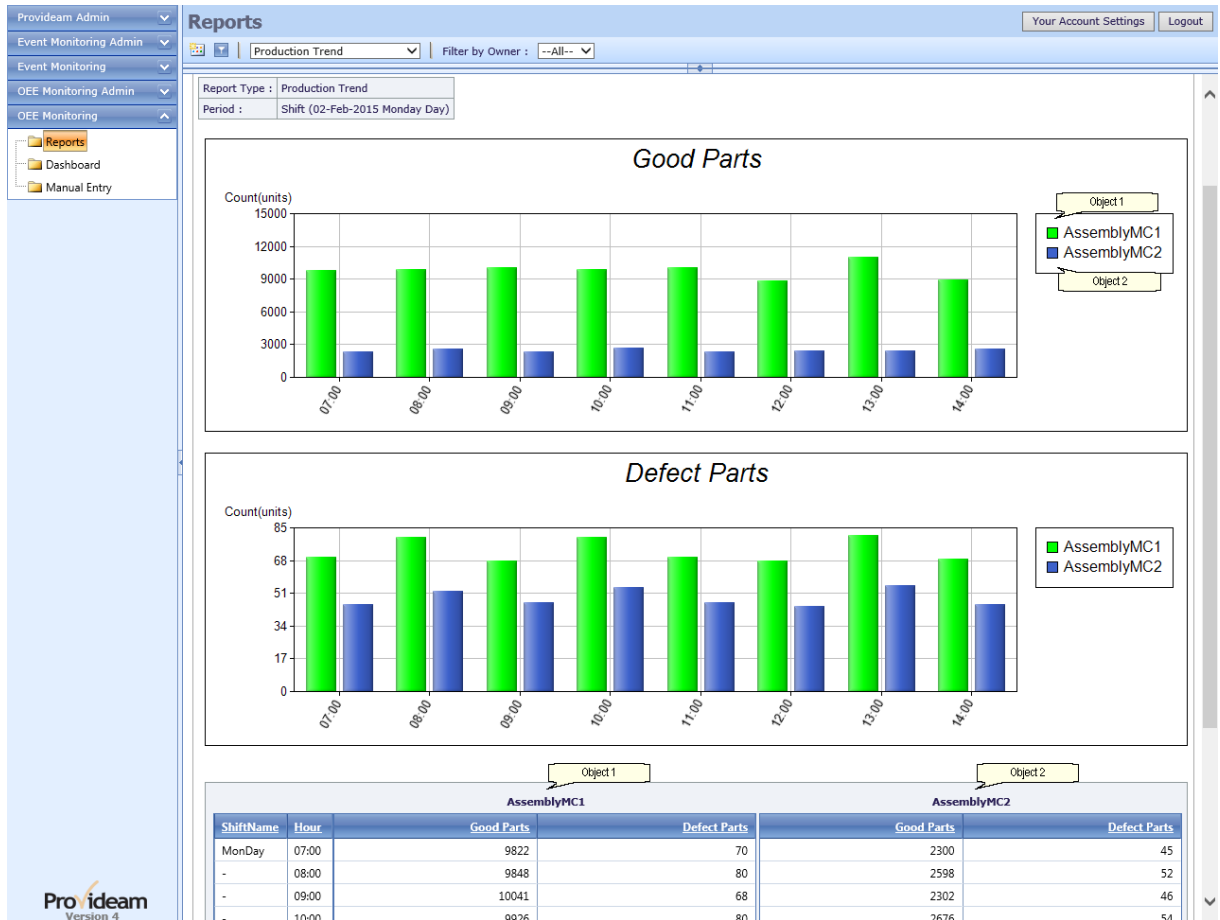 Provideam Admin
Event Monitoring Admin
Event Monitoring
OEE Monitoring Admin
OEE Monitoring
Reports
Dashboard
Manual Entry
Provideam
Version 4
Reports
Your Account Settings Logout
Production Trend Filter by Owner : --All--
Report Type : Production Trend
Period : Shift (02-Feb-2015 Monday Day)
Good Parts
Count(units)
15000
12000
9000
6000
3000
0
07:00 08:00 09:00 10:00 11:00 12:00 13:00 14:00
Object 1
AssemblyMC1
AssemblyMC2
Object 2
Defect Parts
Count(units)
85
68
51
34
17
0
07:00 08:00 09:00 10:00 11:00 12:00 13:00 14:00
AssemblyMC1
AssemblyMC2
Object 1 Object 2
AssemblyMC1 AssemblyMC2
ShiftName Hour Good Parts Defect Parts Good Parts Defect Parts
MonDay 07:00 9822 70 2300 45
- 08:00 9848 80 2598 52
- 09:00 10041 68 2302 46
- 10:00 9926 80 2676 54